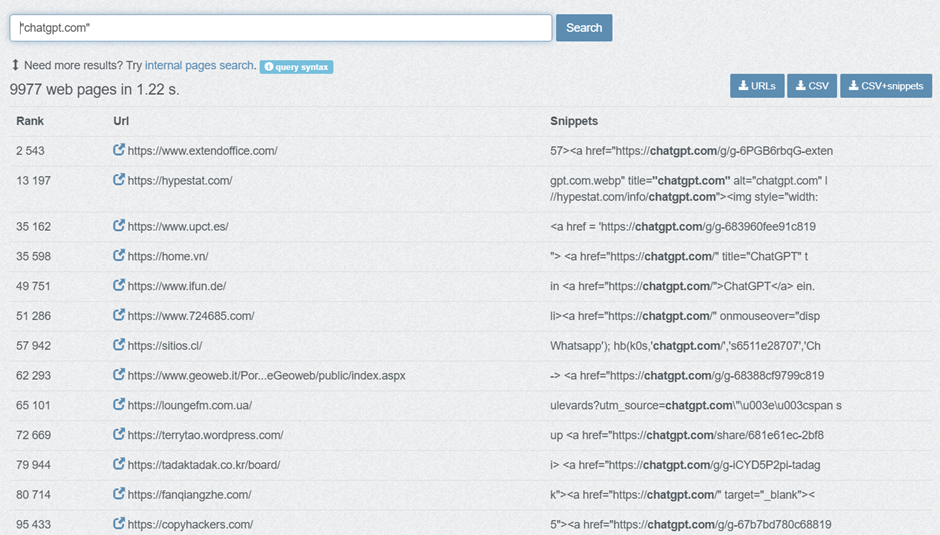 "chatgpt.com"
Search
Need more results? Try internal pages search. query syntax
9977 web pages in 1.22 s.
URLs CSV CSV+snippets
Rank Url Snippets
2 543 https://www.extendoffice.com/ 57><a href="https://chatgpt.com/g/g-6PGB6rbqG-exten
13 197 https://hypestat.com/ gpt.com.webp" title="chatgpt.com" alt="chatgpt.com" l
//hypestat.com/info/chatgpt.com"><img style="width:
35 162 https://www.upct.es/ <a href = 'https://chatgpt.com/g/g-683960fee91c819
35 598 https://home.vn/ "> <a href="https://chatgpt.com/" title="ChatGPT" t
49 751 https://www.ifun.de/ in <a href="https://chatgpt.com/">ChatGPT</a> ein.
51 286 https://www.724685.com/ li><a href="https://chatgpt.com/" onmouseover="disp
57 942 https://sitios.cl/ Whatsapp'); hb(k0s,'chatgpt.com/','s6511e28707','Ch
62 293 https://www.geoweb.it/Por...eGeoweb/public/index.aspx -> <a href="https://chatgpt.com/g/g-68388cf9799c819
65 101 https://loungefm.com.ua/ ulevards?utm_source=chatgpt.com\"\u003e\u003cspan s
72 669 https://terrytao.wordpress.com/ up <a href="https://chatgpt.com/share/681e61ec-2bf8
79 944 https://tadaktadak.co.kr/board/ i> <a href="https://chatgpt.com/g/g-iCYD5P2pi-tadag
80 714 https://fanqiangzhe.com/ k"><a href="https://chatgpt.com/" target="_blank"><
95 433 https://copyhackers.com/ 5"><a href="https://chatgpt.com/g/g-67b7bd780c68819